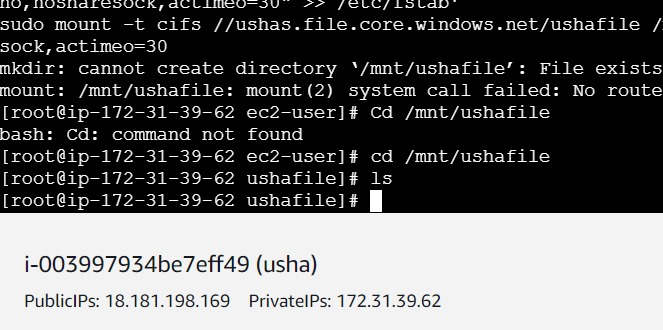 no,nosharesock,actimeo=30" >> /etc/fstab'
sudo mount -t cifs //ushas.file.core.windows.net/ushafile /
sock,actimeo=30
mkdir: cannot create directory ‘/mnt/ushafile’: File exists
mount: /mnt/ushafile: mount(2) system call failed: No route
[root@ip-172-31-39-62 ec2-user]# Cd /mnt/ushafile
bash: Cd: command not found
[root@ip-172-31-39-62 ec2-user]# cd /mnt/ushafile
[root@ip-172-31-39-62 ushafile]# ls
[root@ip-172-31-39-62 ushafile]#
i-003997934be7eff49 (usha)
PublicIPs: 18.181.198.169 PrivateIPs: 172.31.39.62